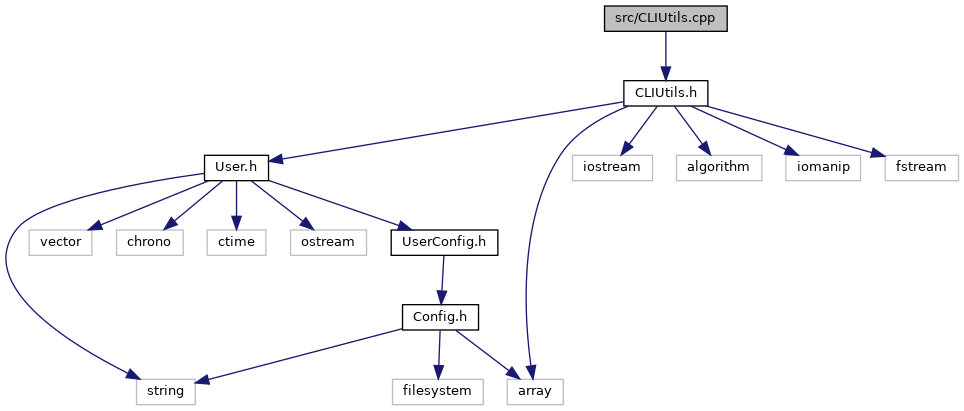 src/CLIUtils.cpp
CLIUtils.h
User.h
iostream
algorithm
iomanip
fstream
vector
chrono
ctime
ostream
UserConfig.h
Config.h
string
filesystem
array